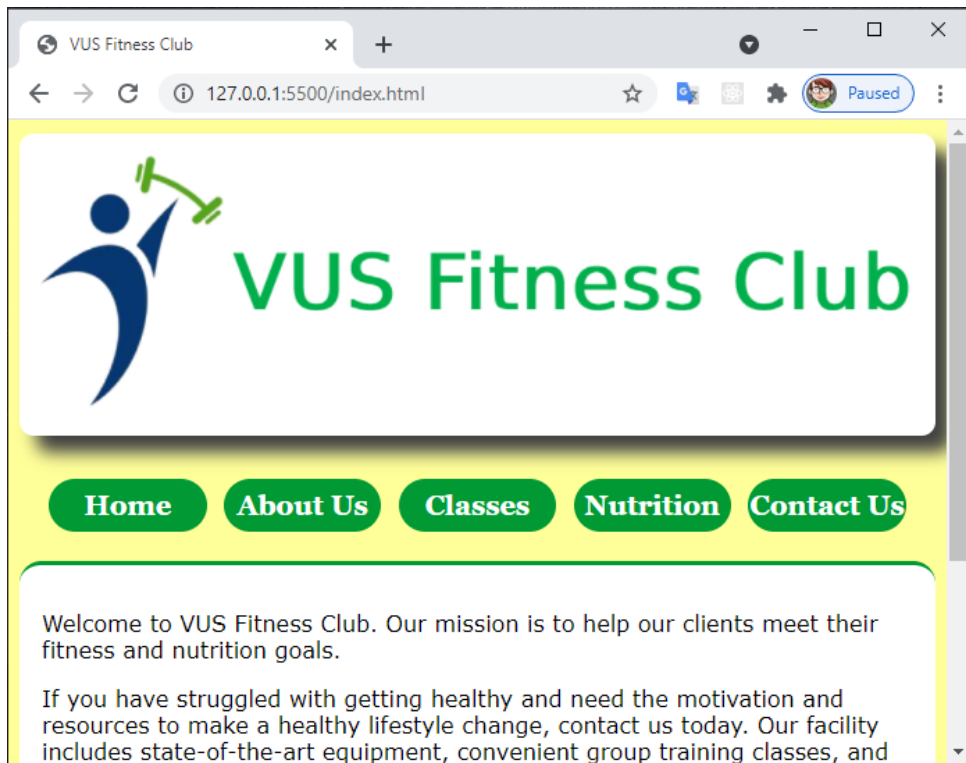 VUS Fitness Club
127.0.0.1:5500/index.html
Paused
VUS Fitness Club
Home About Us Classes Nutrition Contact Us
Welcome to VUS Fitness Club. Our mission is to help our clients meet their
fitness and nutrition goals.
If you have struggled with getting healthy and need the motivation and
resources to make a healthy lifestyle change, contact us today. Our facility
includes state-of-the-art equipment, convenient group training classes, and